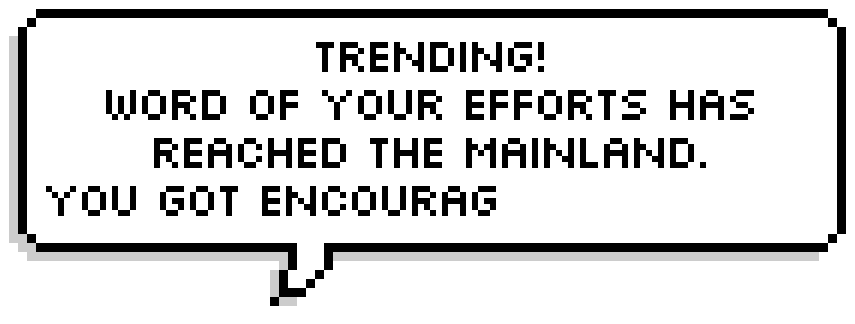 TRENDING!
WORD OF YOUR EFFORTS HAS
REACHED THE MAINLAND.
YOU GOT ENCOURAG